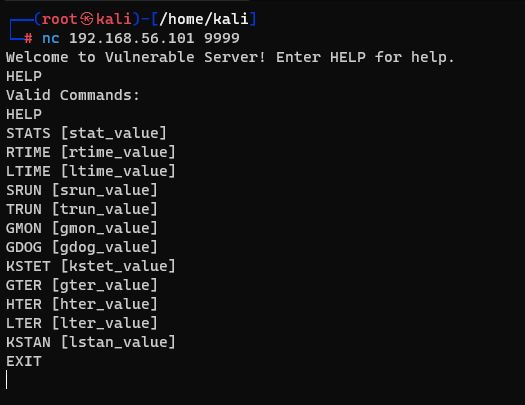 ┌──(root㉿kali)-[/home/kali]
└─# nc 192.168.56.101 9999
Welcome to Vulnerable Server! Enter HELP for help.
HELP
Valid Commands:
HELP
STATS [stat_value]
RTIME [rtime_value]
LTIME [ltime_value]
SRUN [srun_value]
TRUN [trun_value]
GMON [gmon_value]
GDOG [gdog_value]
KSTET [kstet_value]
GTER [gter_value]
HTER [hter_value]
LTER [lter_value]
KSTAN [lstan_value]
EXIT